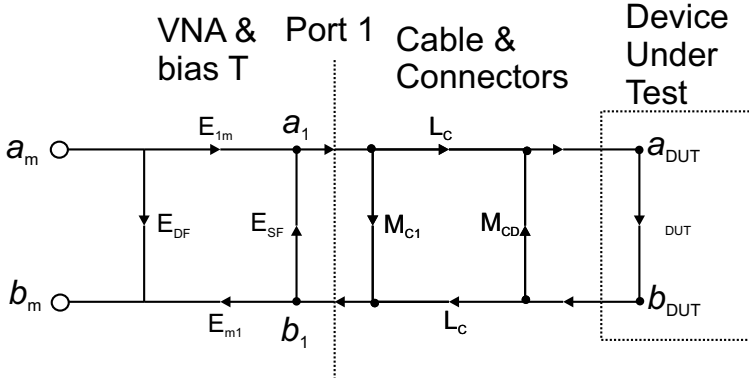 VNA &
bias T
Port 1
Cable &
Connectors
Device
Under
Test
a_m
E_1m
a_1
L_C
a_DUT
E_DF
E_SF
M_C1
M_CD
DUT
b_m
E_m1
b_1
L_C
b_DUT